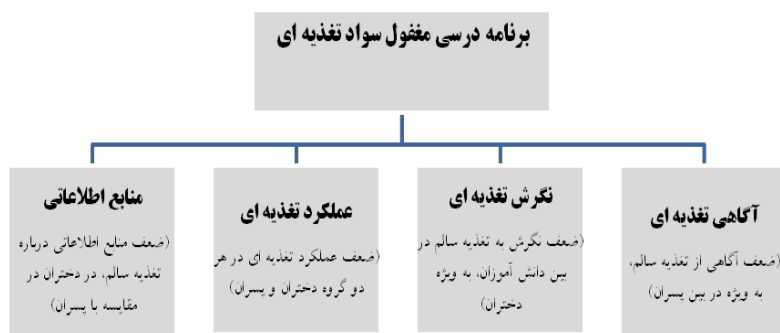 برنامه درسی مغفول سواد تغذیه ای
آگاهی تغذیه ای
(ضعف آگاهی از تغذیه سالم،
به ویژه در بین پسران)
نگرش تغذیه ای
(ضعف نگرش به تغذیه سالم در
بین دانش آموزان، به ویژه
دختران)
عملکرد تغذیه ای
(ضعف عملکرد تغذیه ای در هر
دو گروه دختران و پسران)
منابع اطلاعاتی
(ضعف منابع اطلاعاتی درباره
تغذیه سالم، در دختران در
مقایسه با پسران)